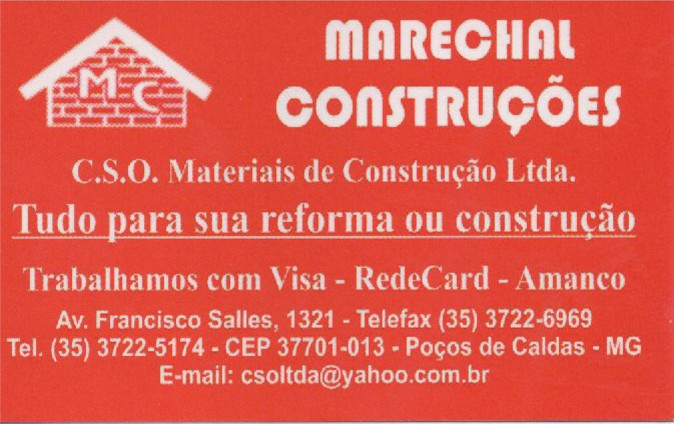 MC
MARECHAL
CONSTRUÇÕES
C.S.O. Materiais de Construção Ltda.
Tudo para sua reforma ou construção
Trabalhamos com Visa - RedeCard - Amanco
Av. Francisco Salles, 1321 - Telefax (35) 3722-6969
Tel. (35) 3722-5174 - CEP 37701-013 - Poços de Caldas - MG
E-mail: csoltda@yahoo.com.br